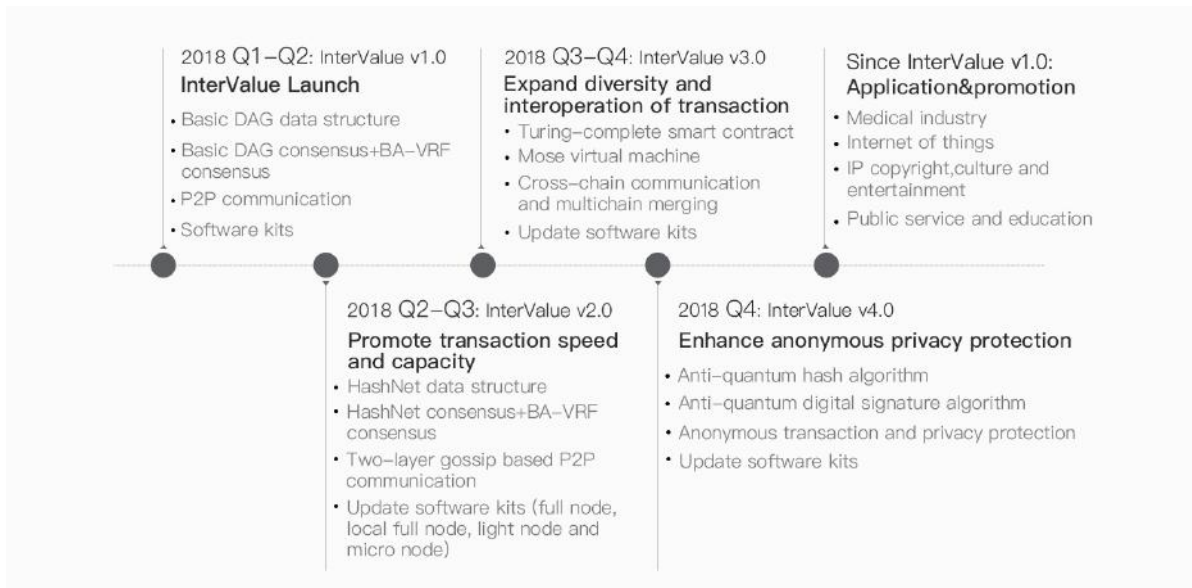 2018 Q1–Q2: InterValue v1.0
InterValue Launch
• Basic DAG data structure
• Basic DAG consensus+BA–VRF
consensus
• P2P communication
• Software kits
2018 Q3–Q4: InterValue v3.0
Expand diversity and
interoperation of transaction
• Turing–complete smart contract
• Mose virtual machine
• Cross–chain communication
and multichain merging
• Update software kits
Since InterValue v1.0:
Application&promotion
• Medical industry
• Internet of things
• IP copyright,culture and
entertainment
• Public service and education
2018 Q2–Q3: InterValue v2.0
Promote transaction speed
and capacity
• HashNet data structure
• HashNet consensus+BA–VRF
consensus
• Two–layer gossip based P2P
communication
• Update software kits (full node,
local full node, light node and
micro node)
2018 Q4: InterValue v4.0
Enhance anonymous privacy protection
• Anti–quantum hash algorithm
• Anti–quantum digital signature algorithm
• Anonymous transaction and privacy protection
• Update software kits